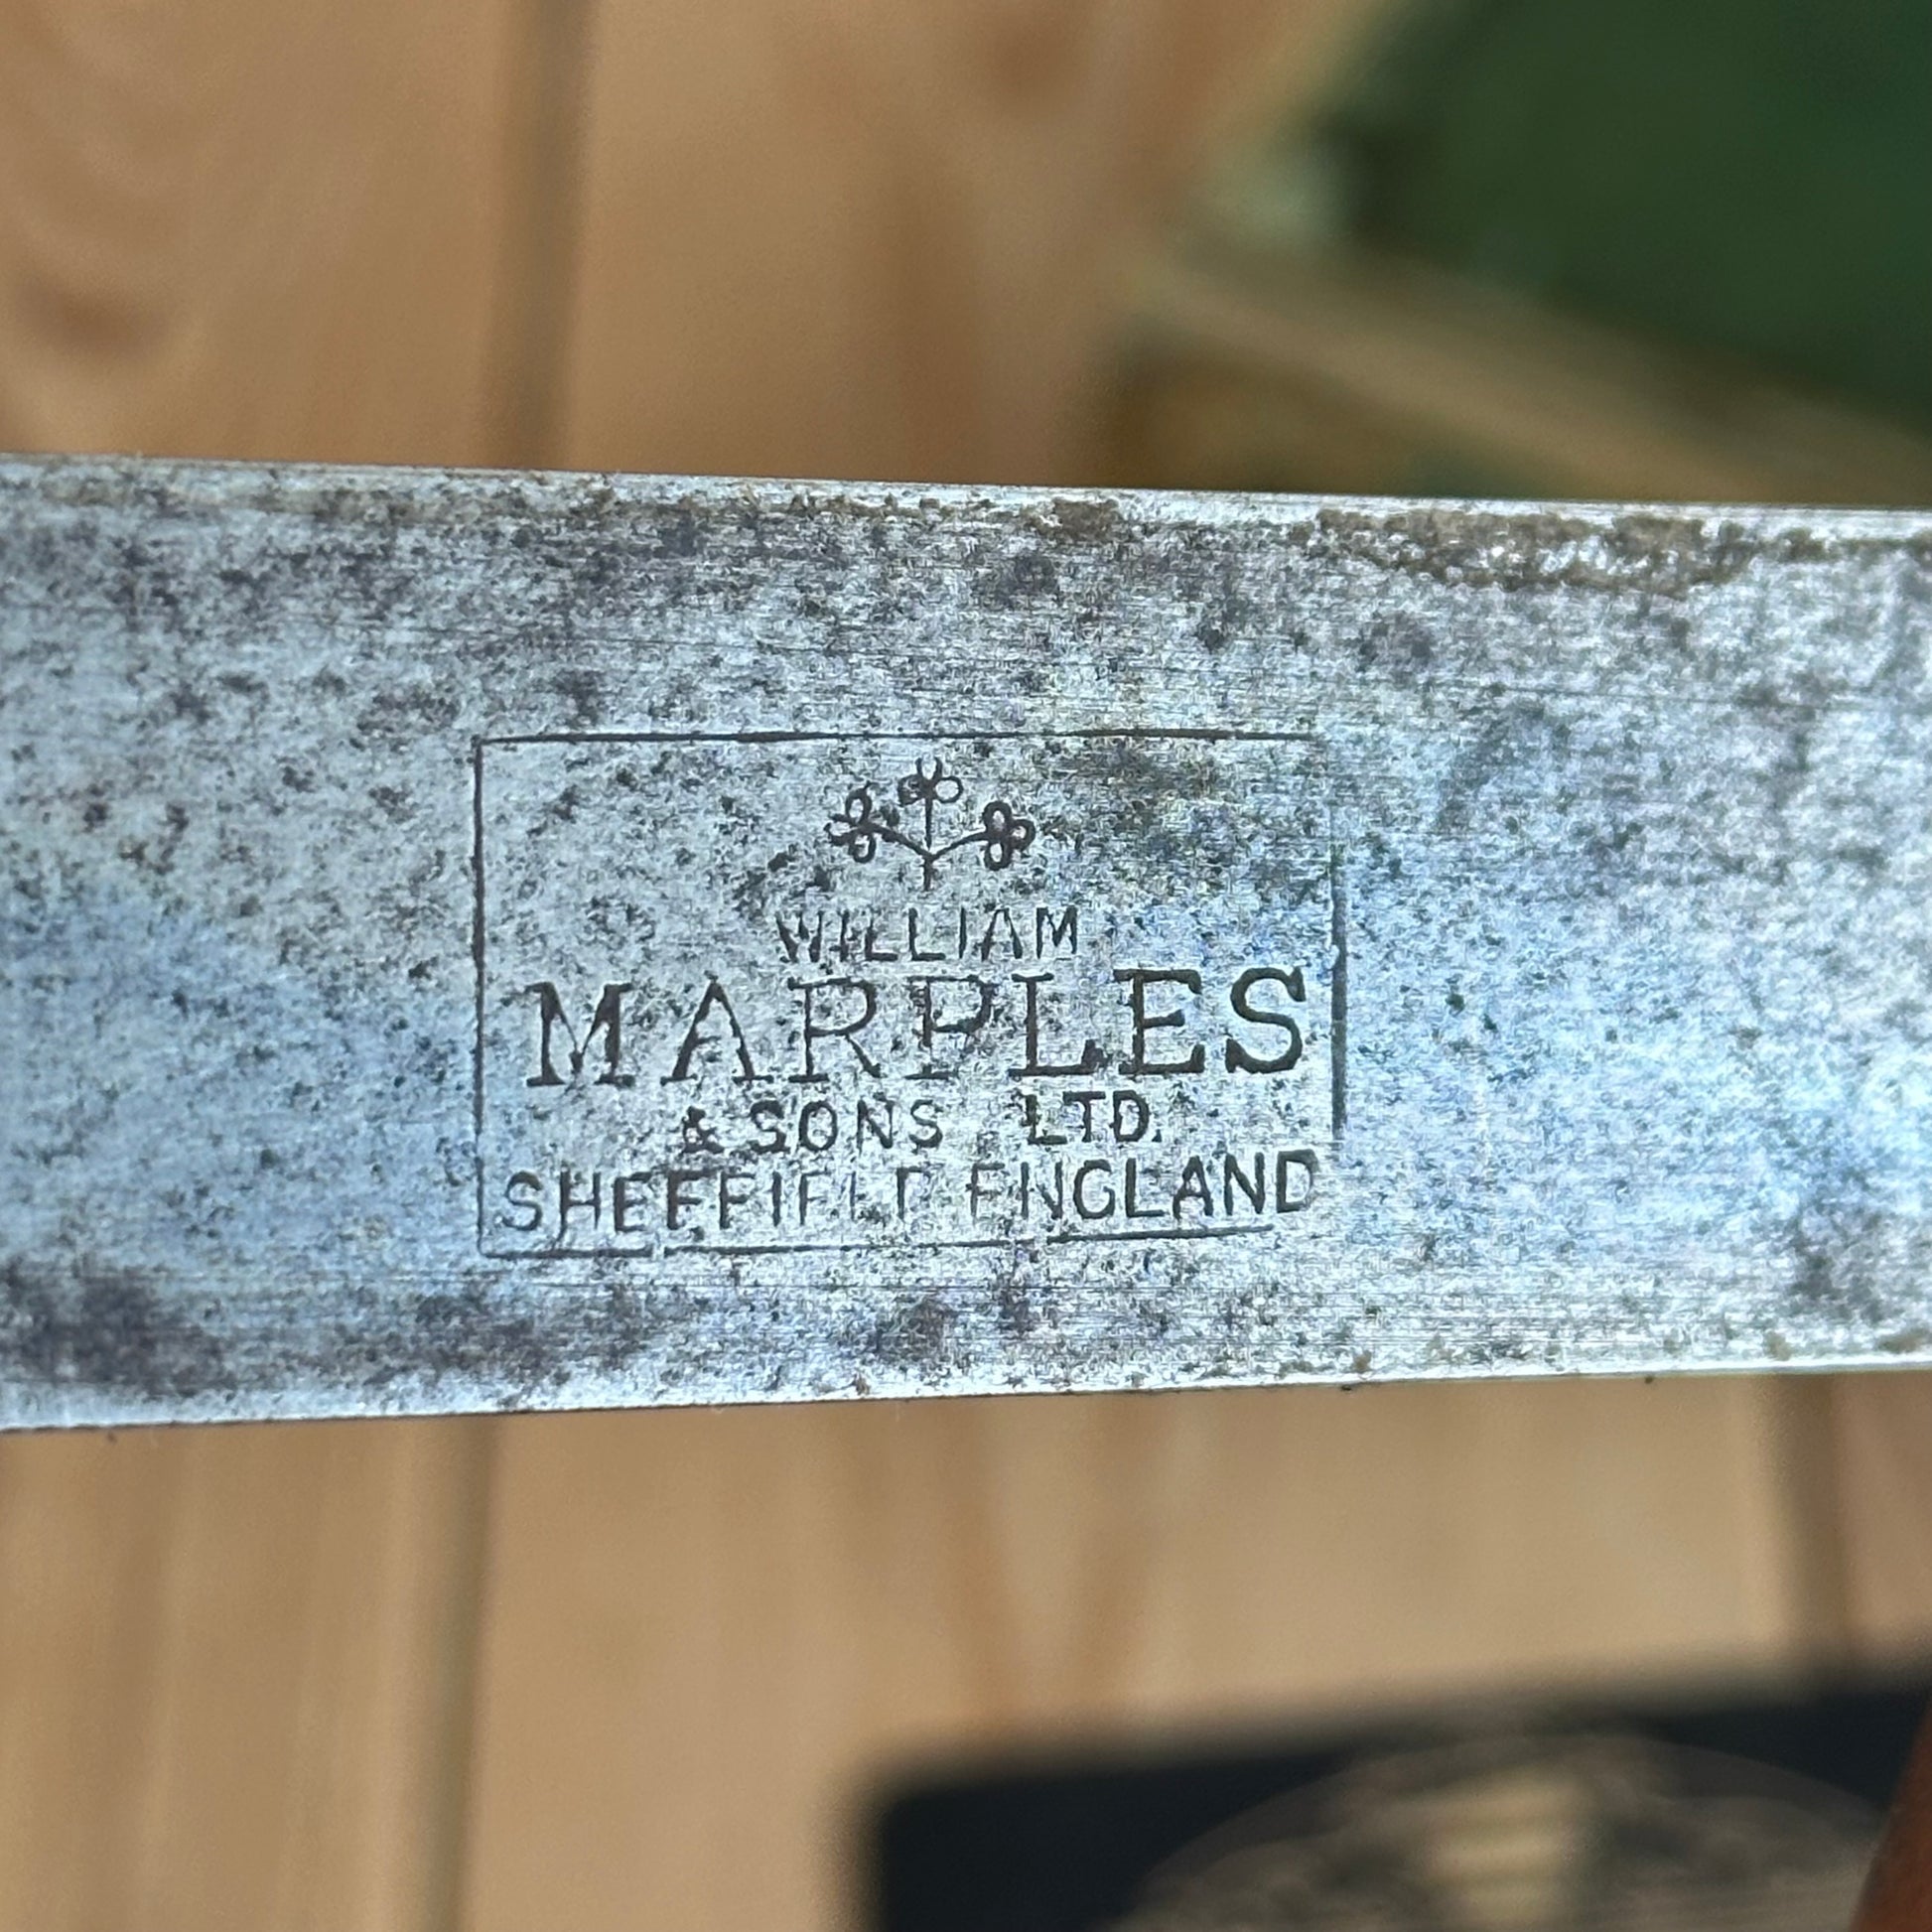 WILLIAM
MARPLES
& SONS LTD.
SHEFFIELD ENGLAND